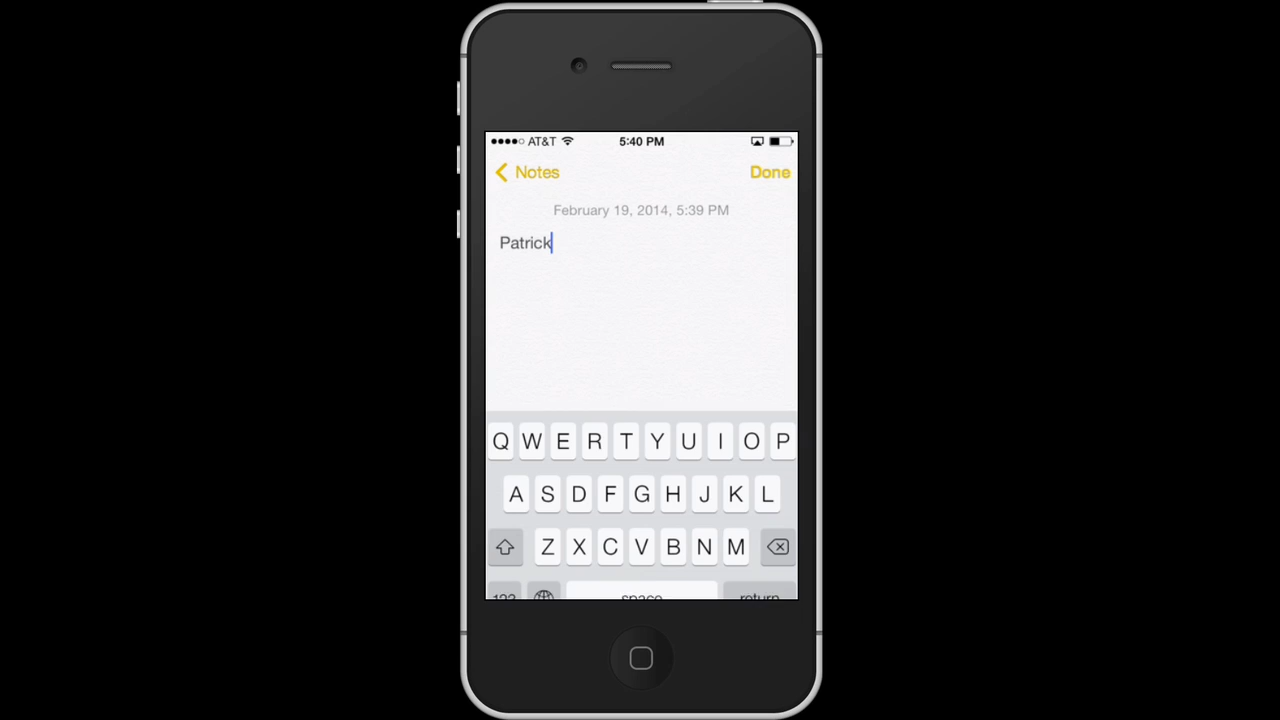 AT&T 5:40 PM
Notes Done
February 19, 2014, 5:39 PM
Patrick
Q W E R T Y U I O P
A S D F G H J K L
Z X C V B N M
123 space return